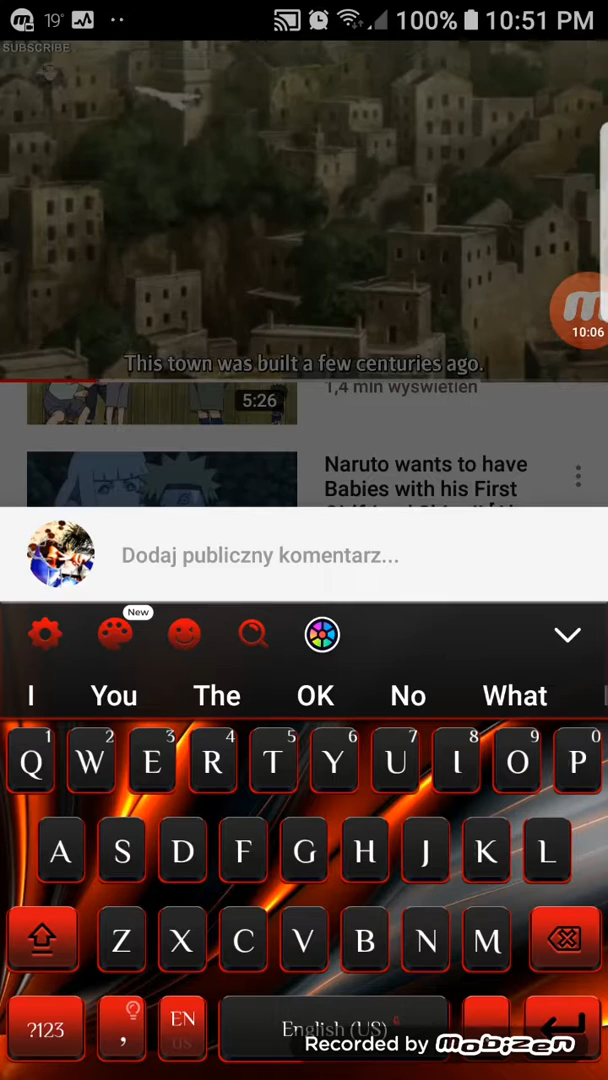 19°
100%
10:51 PM
SUBSCRIBE
10:06
This town was built a few centuries ago.
5:26
1,4 mln wyświetleń
Naruto wants to have
Babies with his First
Dodaj publiczny komentarz...
New
I You The OK No What
1 2 3 4 5 6 7 8 9 0
Q W E R T Y U I O P
A S D F G H J K L
Z X C V B N M
?123 , EN
us
English (US)
Recorded by mobizen